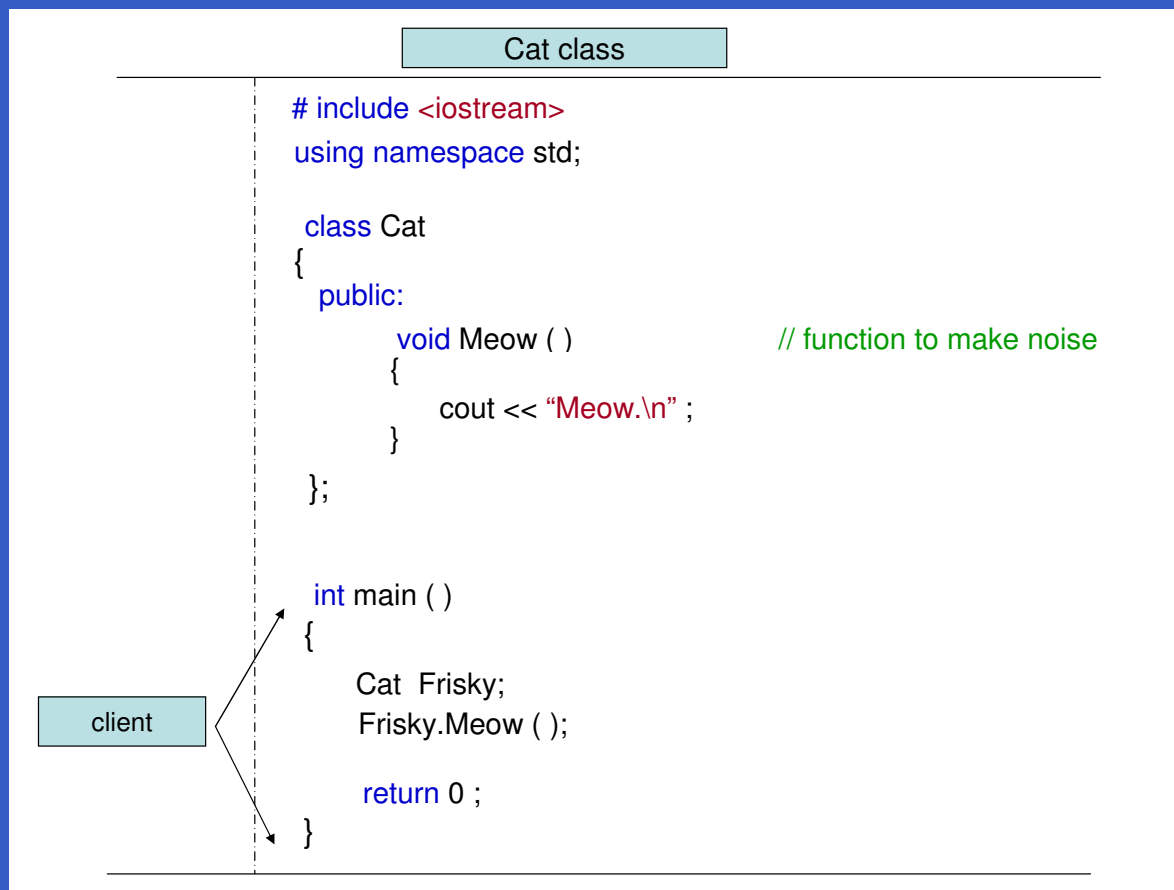 Cat class
# include <iostream>
using namespace std;
class Cat
{
public:
void Meow ( ) // function to make noise
{
cout << “Meow.\n” ;
}
};
int main ( )
{
Cat Frisky;
client
Frisky.Meow ( );
return 0 ;
}